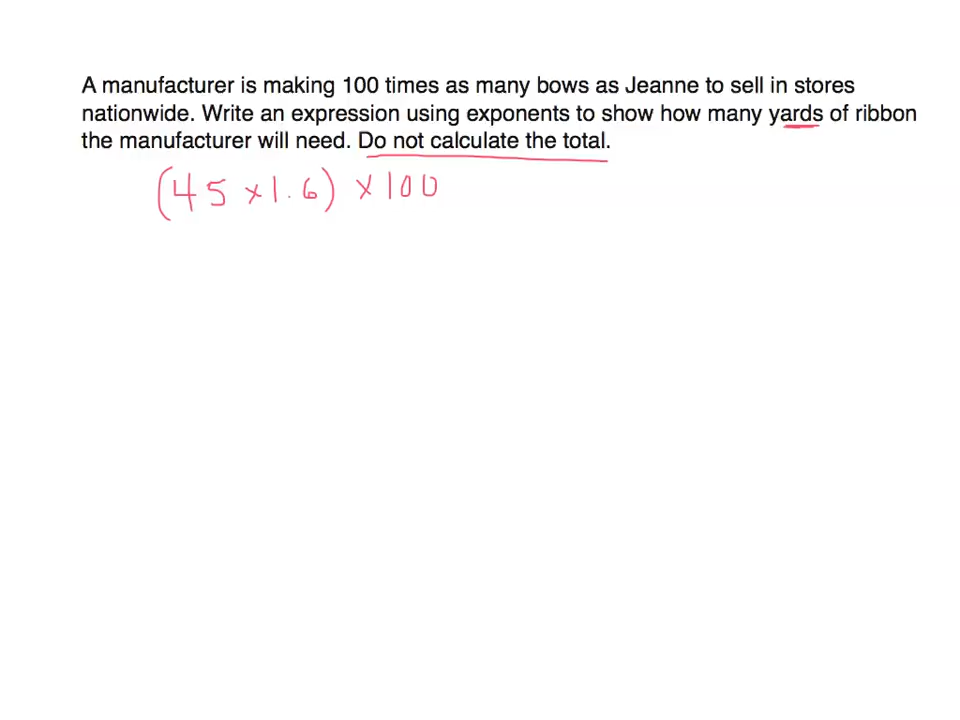 A manufacturer is making 100 times as many bows as Jeanne to sell in stores
nationwide. Write an expression using exponents to show how many yards of ribbon
the manufacturer will need. Do not calculate the total.
(45 x 1.6) x 100